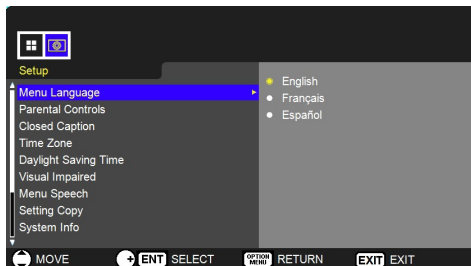 Setup
Menu Language
Parental Controls
Closed Caption
Time Zone
Daylight Saving Time
Visual Impaired
Menu Speech
Setting Copy
System Info
English
Français
Español
MOVE + ENT SELECT OPTION MENU RETURN EXIT EXIT